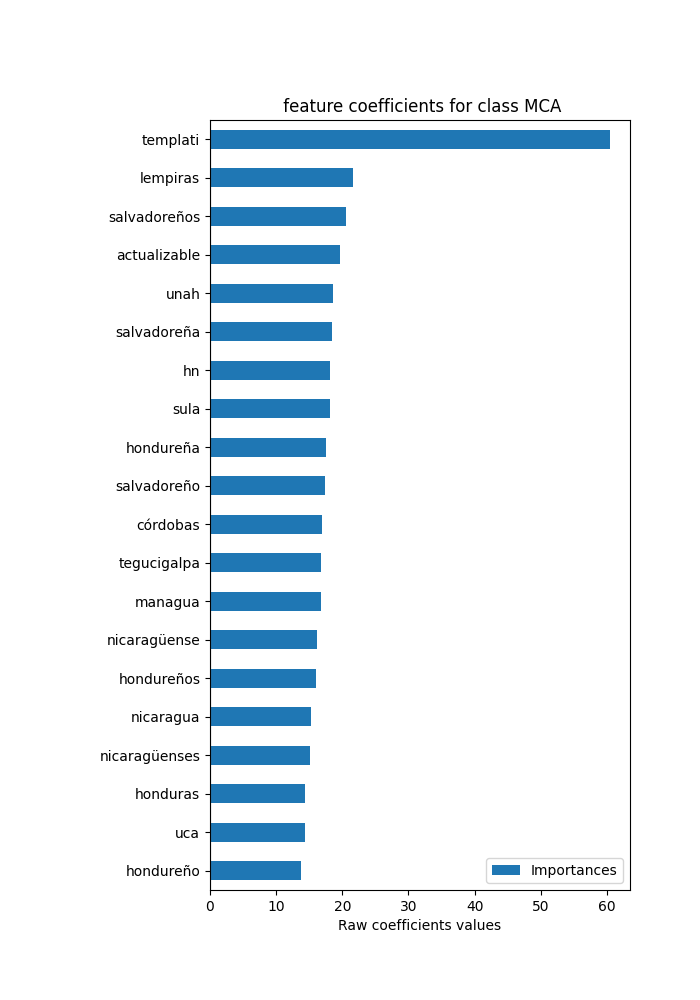 feature coefficients for class MCA
templati
lempiras
salvadoreños
actualizable
unah
salvadoreña
hn
sula
hondureña
salvadoreño
córdobas
tegucigalpa
managua
nicaragüense
hondureños
nicaragua
nicaragüenses
honduras
uca
hondureño
Importances
0 10 20 30 40 50 60
Raw coefficients values